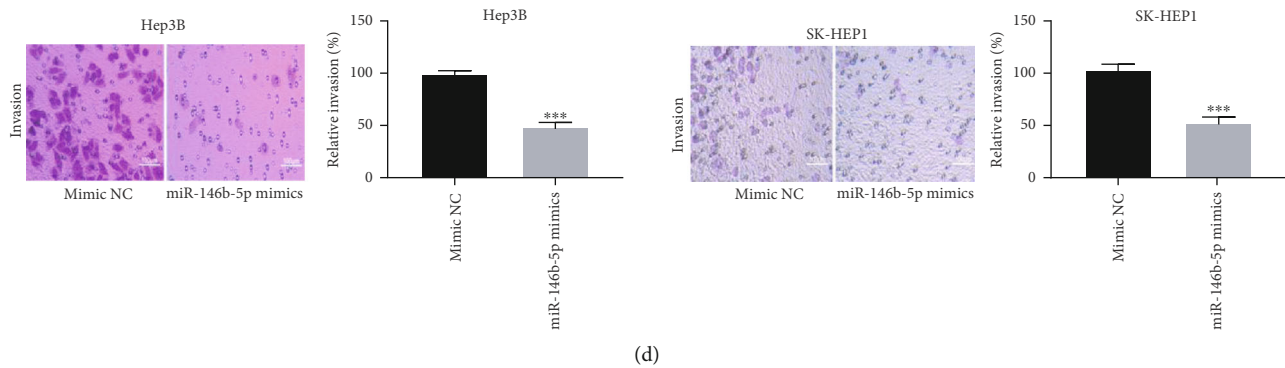 Hep3B
Invasion
Mimic NC
miR-146b-5p mimics
Hep3B
Relative invasion (%)
150
100
50
0
***
Mimic NC
miR-146b-5p mimics
SK-HEP1
Invasion
Mimic NC
miR-146b-5p mimics
SK-HEP1
Relative invasion (%)
150
100
50
0
***
Mimic NC
miR-146b-5p mimics
(d)